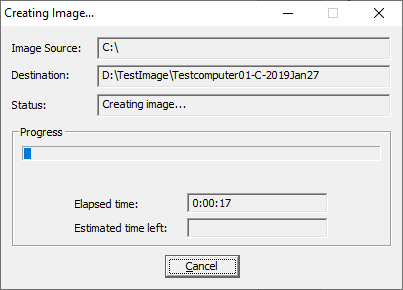 Creating Image...
Image Source: C:\
Destination: D:\TestImage\Testcomputer01-C-2019Jan27
Status: Creating image...
Progress
Elapsed time: 0:00:17
Estimated time left:
Cancel